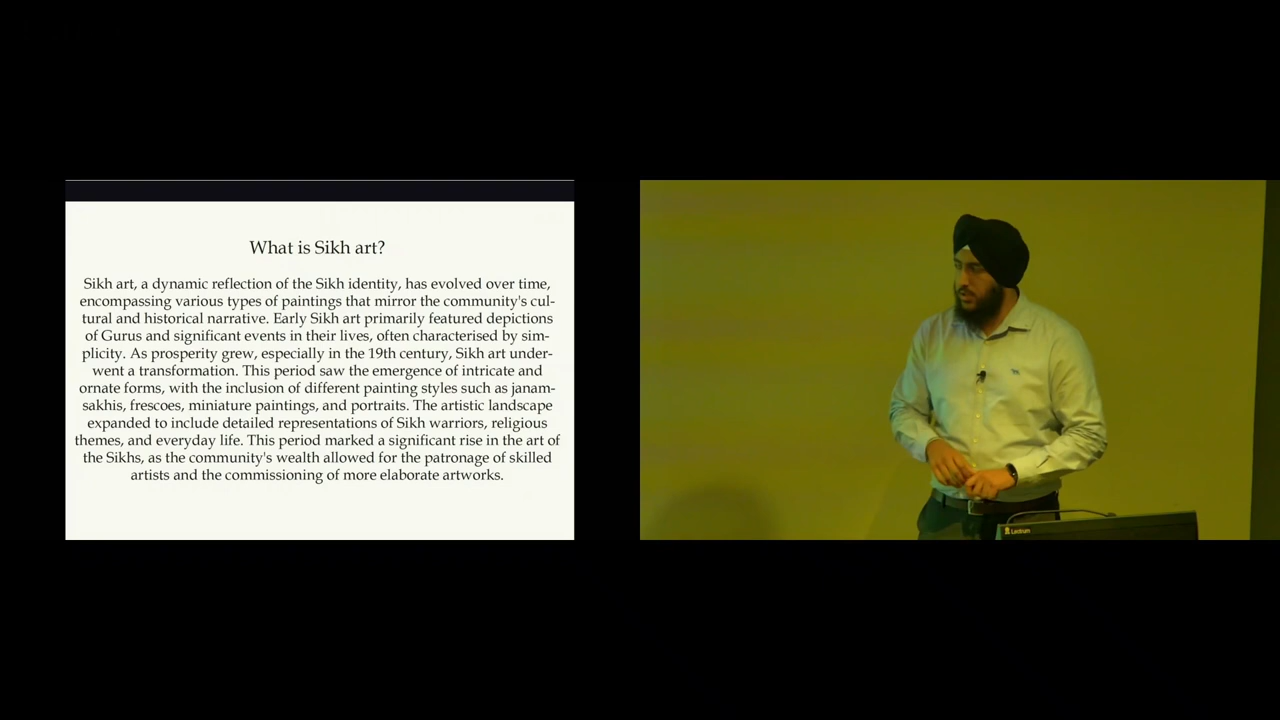 What is Sikh art?
Sikh art, a dynamic reflection of the Sikh identity, has evolved over time,
encompassing various types of paintings that mirror the community's cul-
tural and historical narrative. Early Sikh art primarily featured depictions
of Gurus and significant events in their lives, often characterised by sim-
plicity. As prosperity grew, especially in the 19th century, Sikh art under-
went a transformation. This period saw the emergence of intricate and
ornate forms, with the inclusion of different painting styles such as janam-
sakhis, frescoes, miniature paintings, and portraits. The artistic landscape
expanded to include detailed representations of Sikh warriors, religious
themes, and everyday life. This period marked a significant rise in the art of
the Sikhs, as the community's wealth allowed for the patronage of skilled
artists and the commissioning of more elaborate artworks.
Lectrum